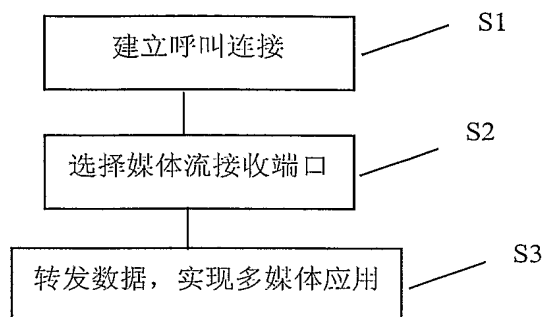 建立呼叫连接
S1
选择媒体流接收端口
S2
转发数据，实现多媒体应用
S3